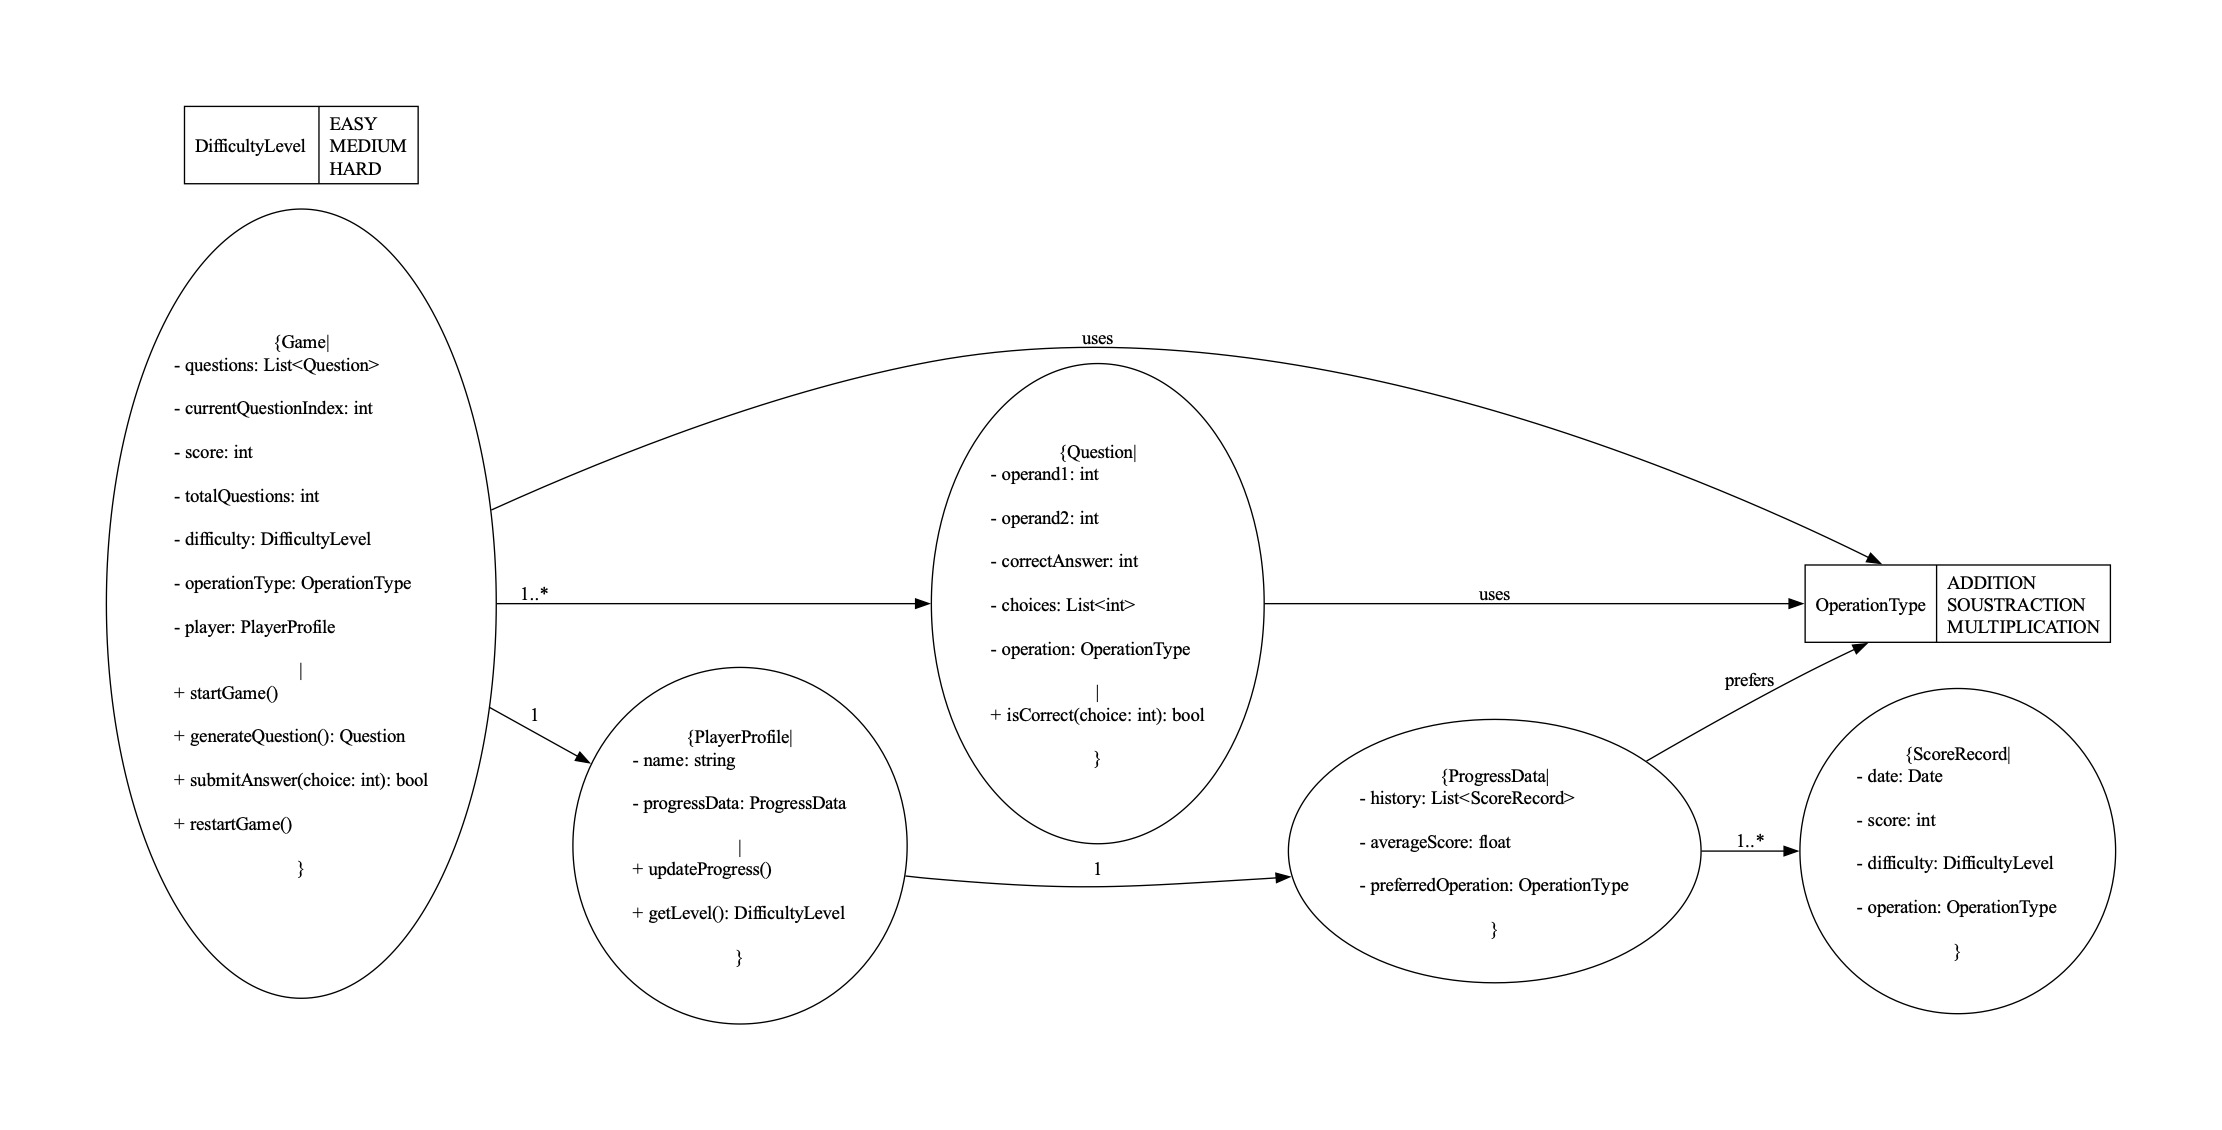 DifficultyLevel
EASY
MEDIUM
HARD
{Game|
- questions: List<Question>
- currentQuestionIndex: int
- score: int
- totalQuestions: int
- difficulty: DifficultyLevel
- operationType: OperationType
- player: PlayerProfile
|
+ startGame()
+ generateQuestion(): Question
+ submitAnswer(choice: int): bool
+ restartGame()
}
uses
1..*
1
{PlayerProfile|
- name: string
- progressData: ProgressData
|
+ updateProgress()
+ getLevel(): DifficultyLevel
}
{Question|
- operand1: int
- operand2: int
- correctAnswer: int
- choices: List<int>
- operation: OperationType
|
+ isCorrect(choice: int): bool
}
uses
1
{ProgressData|
- history: List<ScoreRecord>
- averageScore: float
- preferredOperation: OperationType
}
prefers
1..*
OperationType
ADDITION
SOUSTRACTION
MULTIPLICATION
{ScoreRecord|
- date: Date
- score: int
- difficulty: DifficultyLevel
- operation: OperationType
}